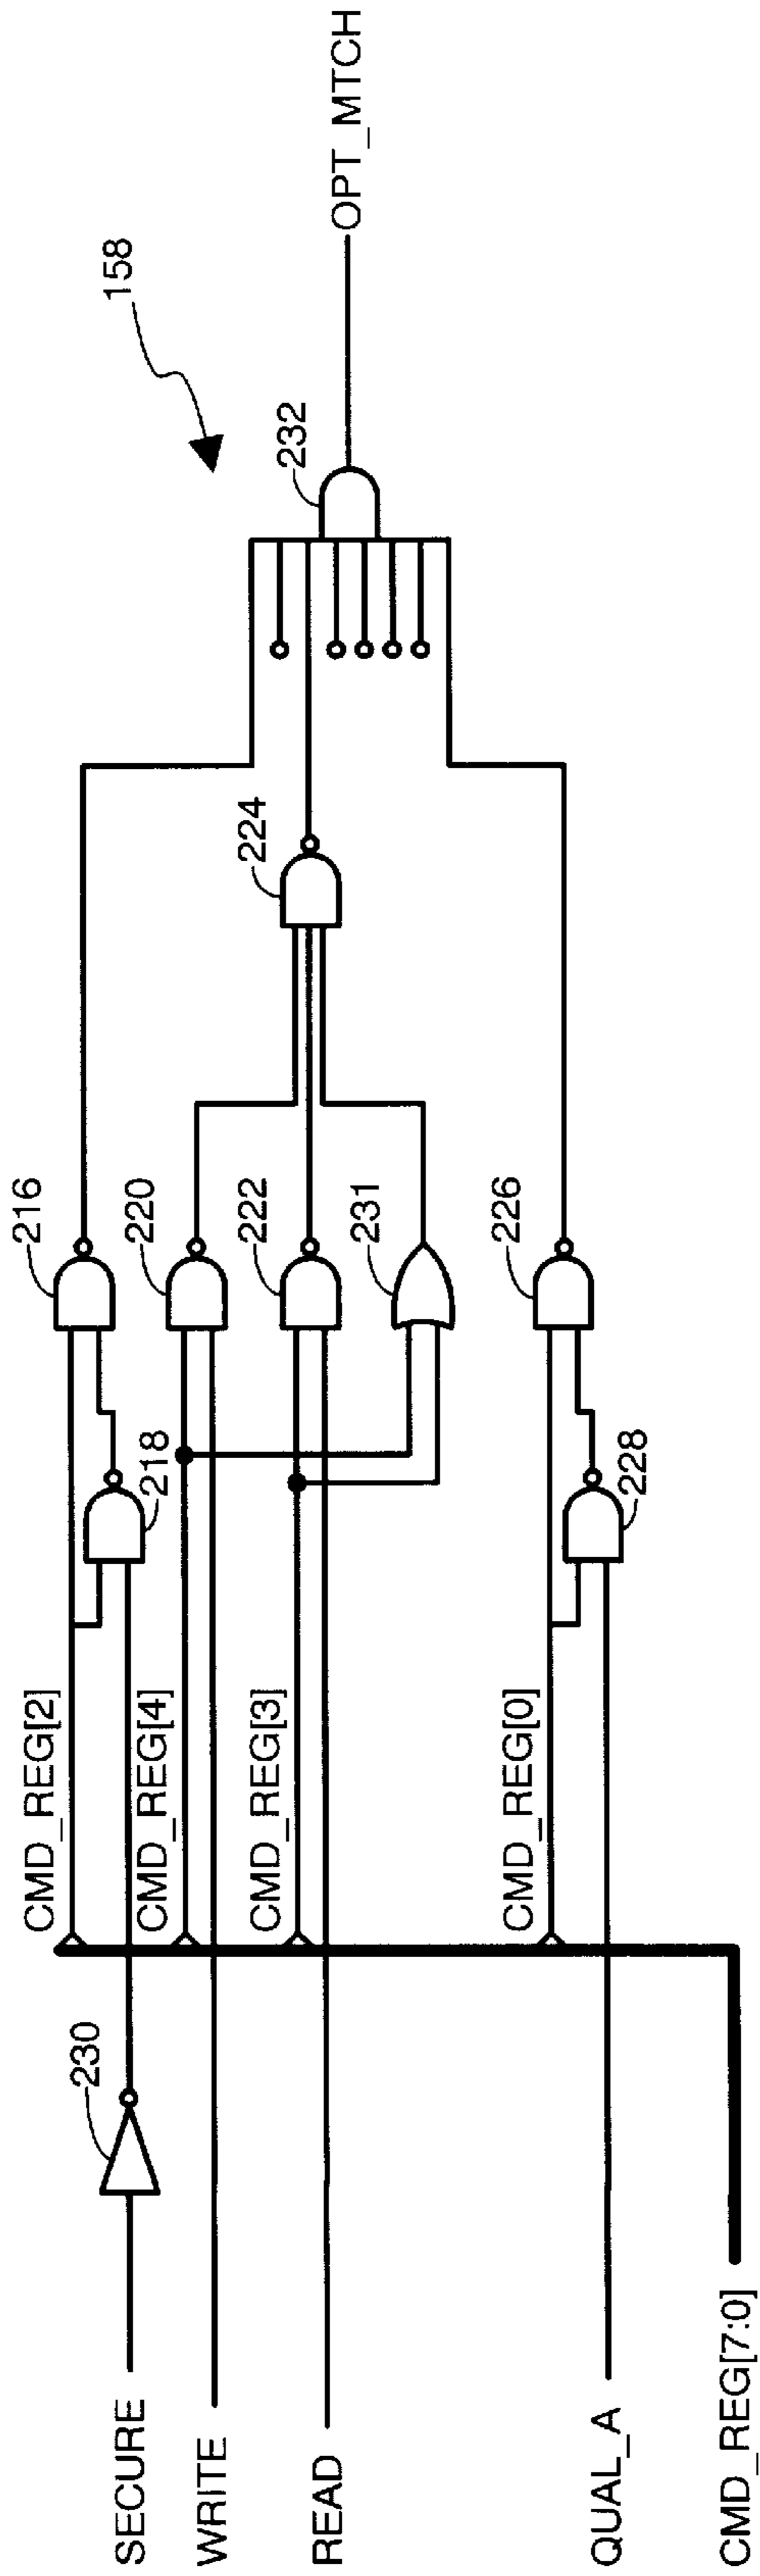 158
OPT_MTCH
232
224
216
220
222
231
226
218
228
CMD_REG[2]
CMD_REG[4]
CMD_REG[3]
CMD_REG[0]
230
SECURE
WRITE
READ
QUAL_A
CMD_REG[7:0]